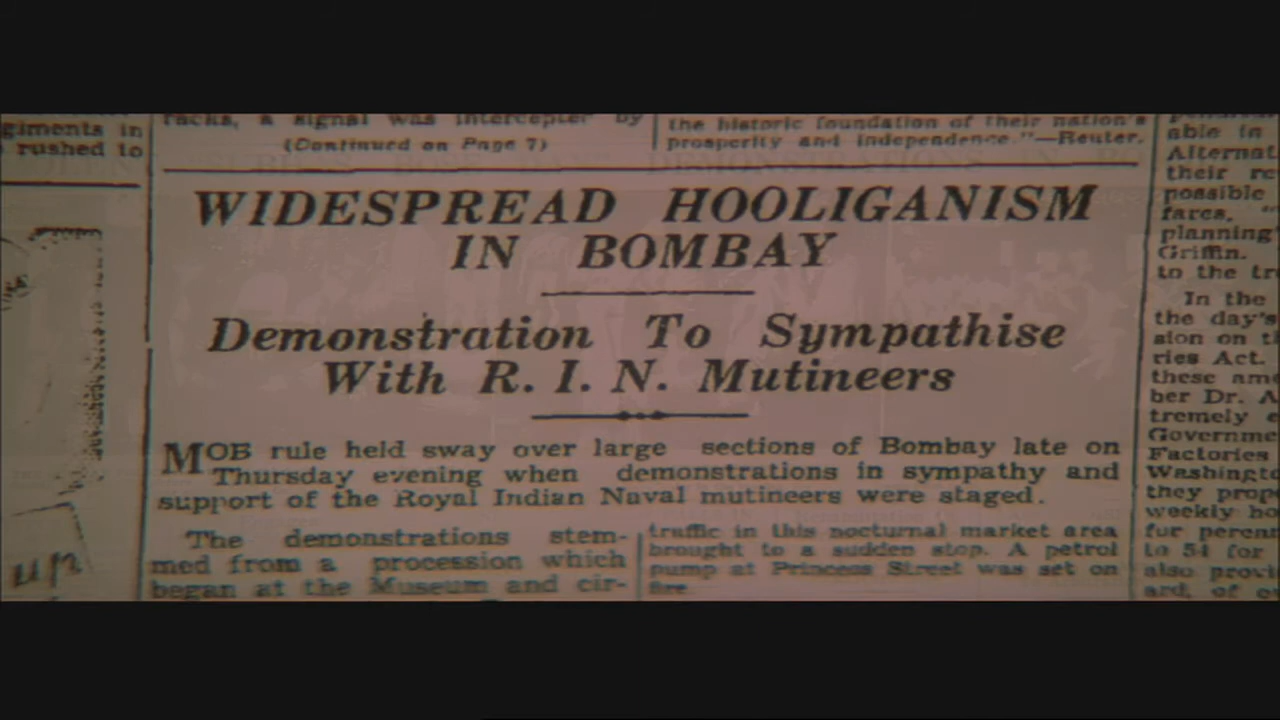 giments in
rushed to
racks, a signal was intercepter by
(Continued on Page 7)
the historic foundation of their nation's
prosperity and independence."—Reuter.
WIDESPREAD HOOLIGANISM
IN BOMBAY
Demonstration To Sympathise
With R. I. N. Mutineers
MOB rule held sway over large sections of Bombay late on
Thursday evening when demonstrations in sympathy and
support of the Royal Indian Naval mutineers were staged.
The demonstrations stem-
med from a procession which
began at the Museum and cir-
traffic in this nocturnal market area
brought to a sudden stop. A petrol
pump at Princess Street was set on
fire.
able in
Alternat
their re
possible
fares,
planning"
Griffin.
to the tr
In the
the day's
sion on t
ries Act.
these am
ber Dr. A
tremely e
Governme
Factories
Washingt
they prop
weekly ho
for percen
to 54 for
also provi
ard, of o
up